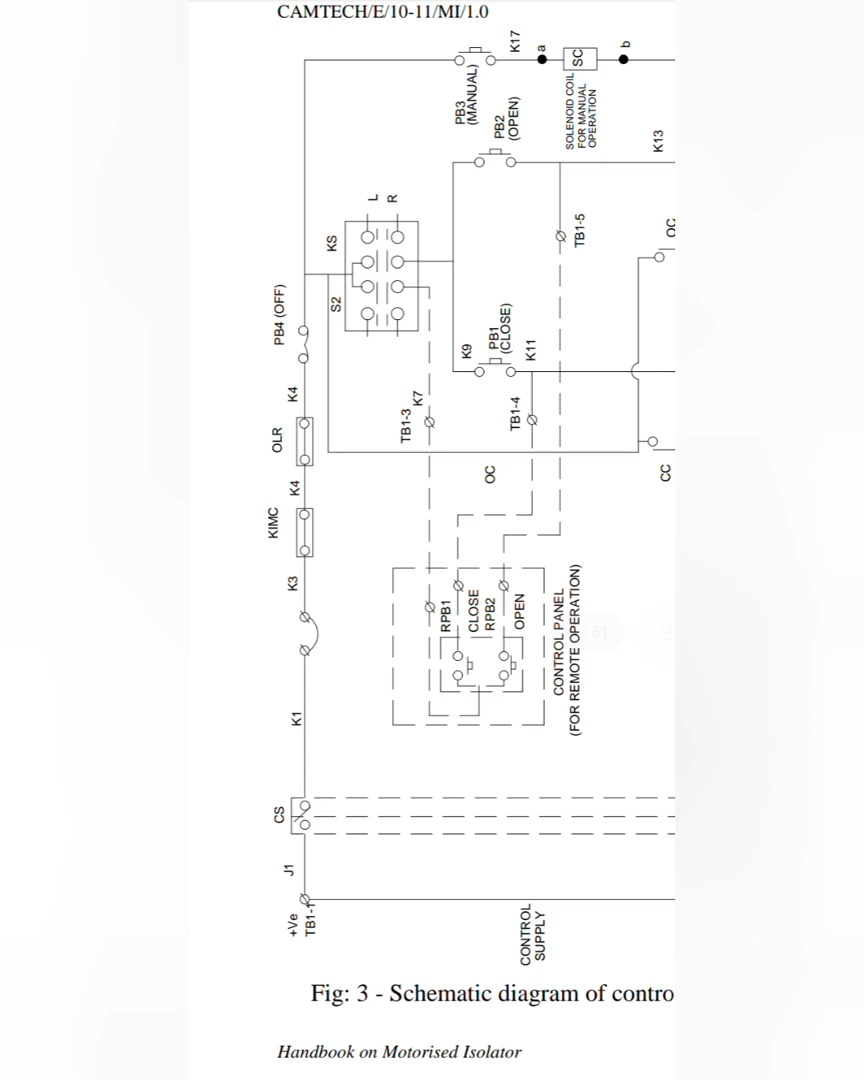 CAMTECH/E/10-11/MI/1.0
K17
a
SC
b
PB3
(MANUAL)
PB2
(OPEN)
SOLENOID COIL
FOR MANUAL
OPERATION
K13
L
R
KS
S2
TB1-5
OC
PB4 (OFF)
K9
PB1
(CLOSE)
K11
K4
K7
TB1-3
TB1-4
OLR
OC
CC
K4
KIMC
K3
RPB1
CLOSE
RPB2
OPEN
CONTROL PANEL
(FOR REMOTE OPERATION)
61
K1
CS
J1
+Ve
TB1-1
CONTROL
SUPPLY
Fig: 3 - Schematic diagram of contro
Handbook on Motorised Isolator